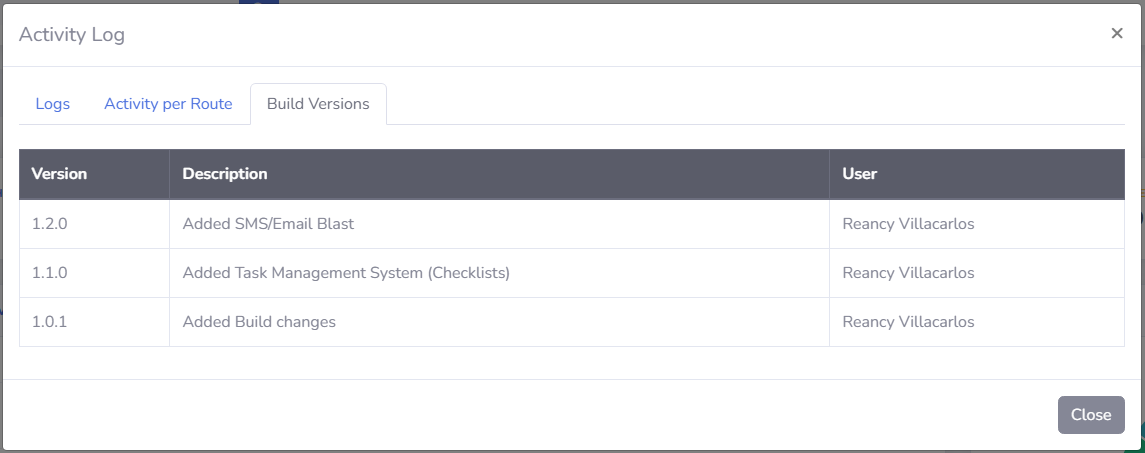 Activity Log ×
Logs Activity per Route Build Versions
Version Description User
1.2.0 Added SMS/Email Blast Reancy Villacarlos
1.1.0 Added Task Management System (Checklists) Reancy Villacarlos
1.0.1 Added Build changes Reancy Villacarlos
Close